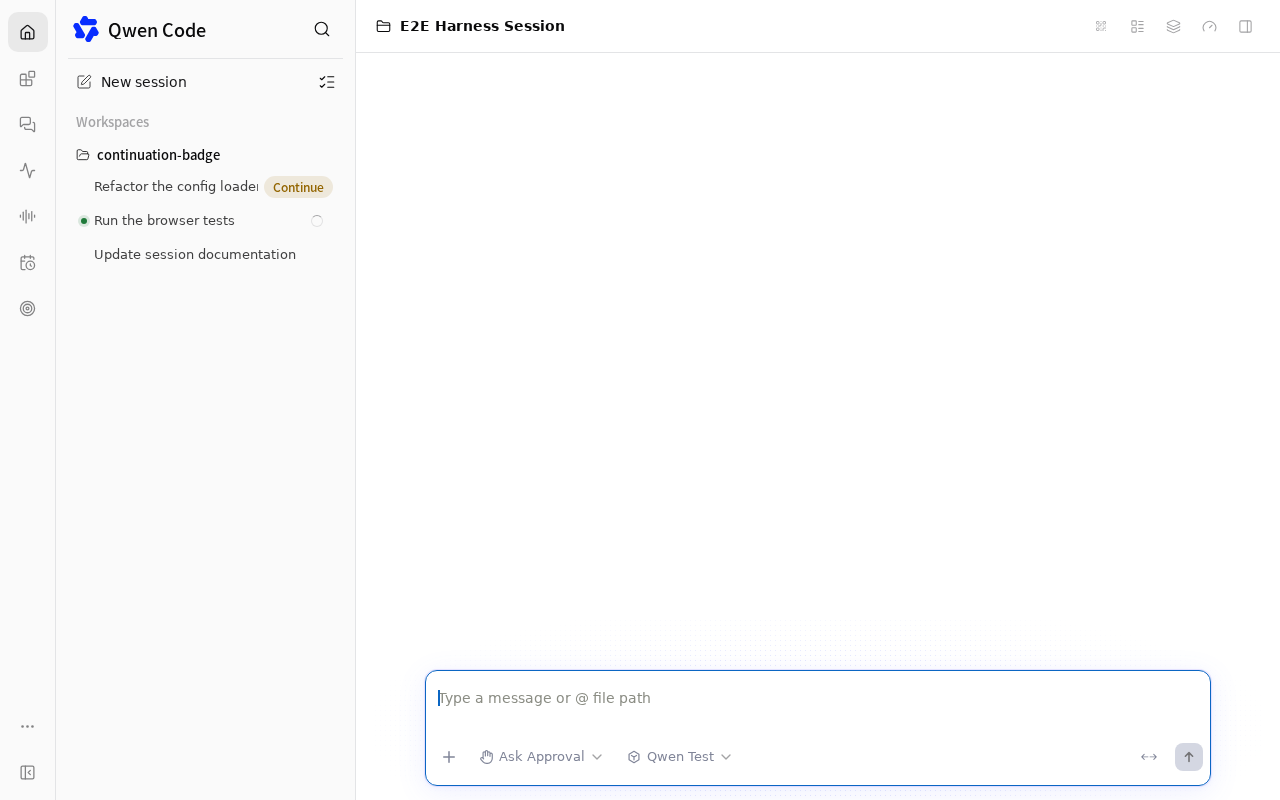 Qwen Code
New session
Workspaces
continuation-badge
Refactor the config loader Continue
Run the browser tests
Update session documentation
E2E Harness Session
Type a message or @ file path
Ask Approval
Qwen Test